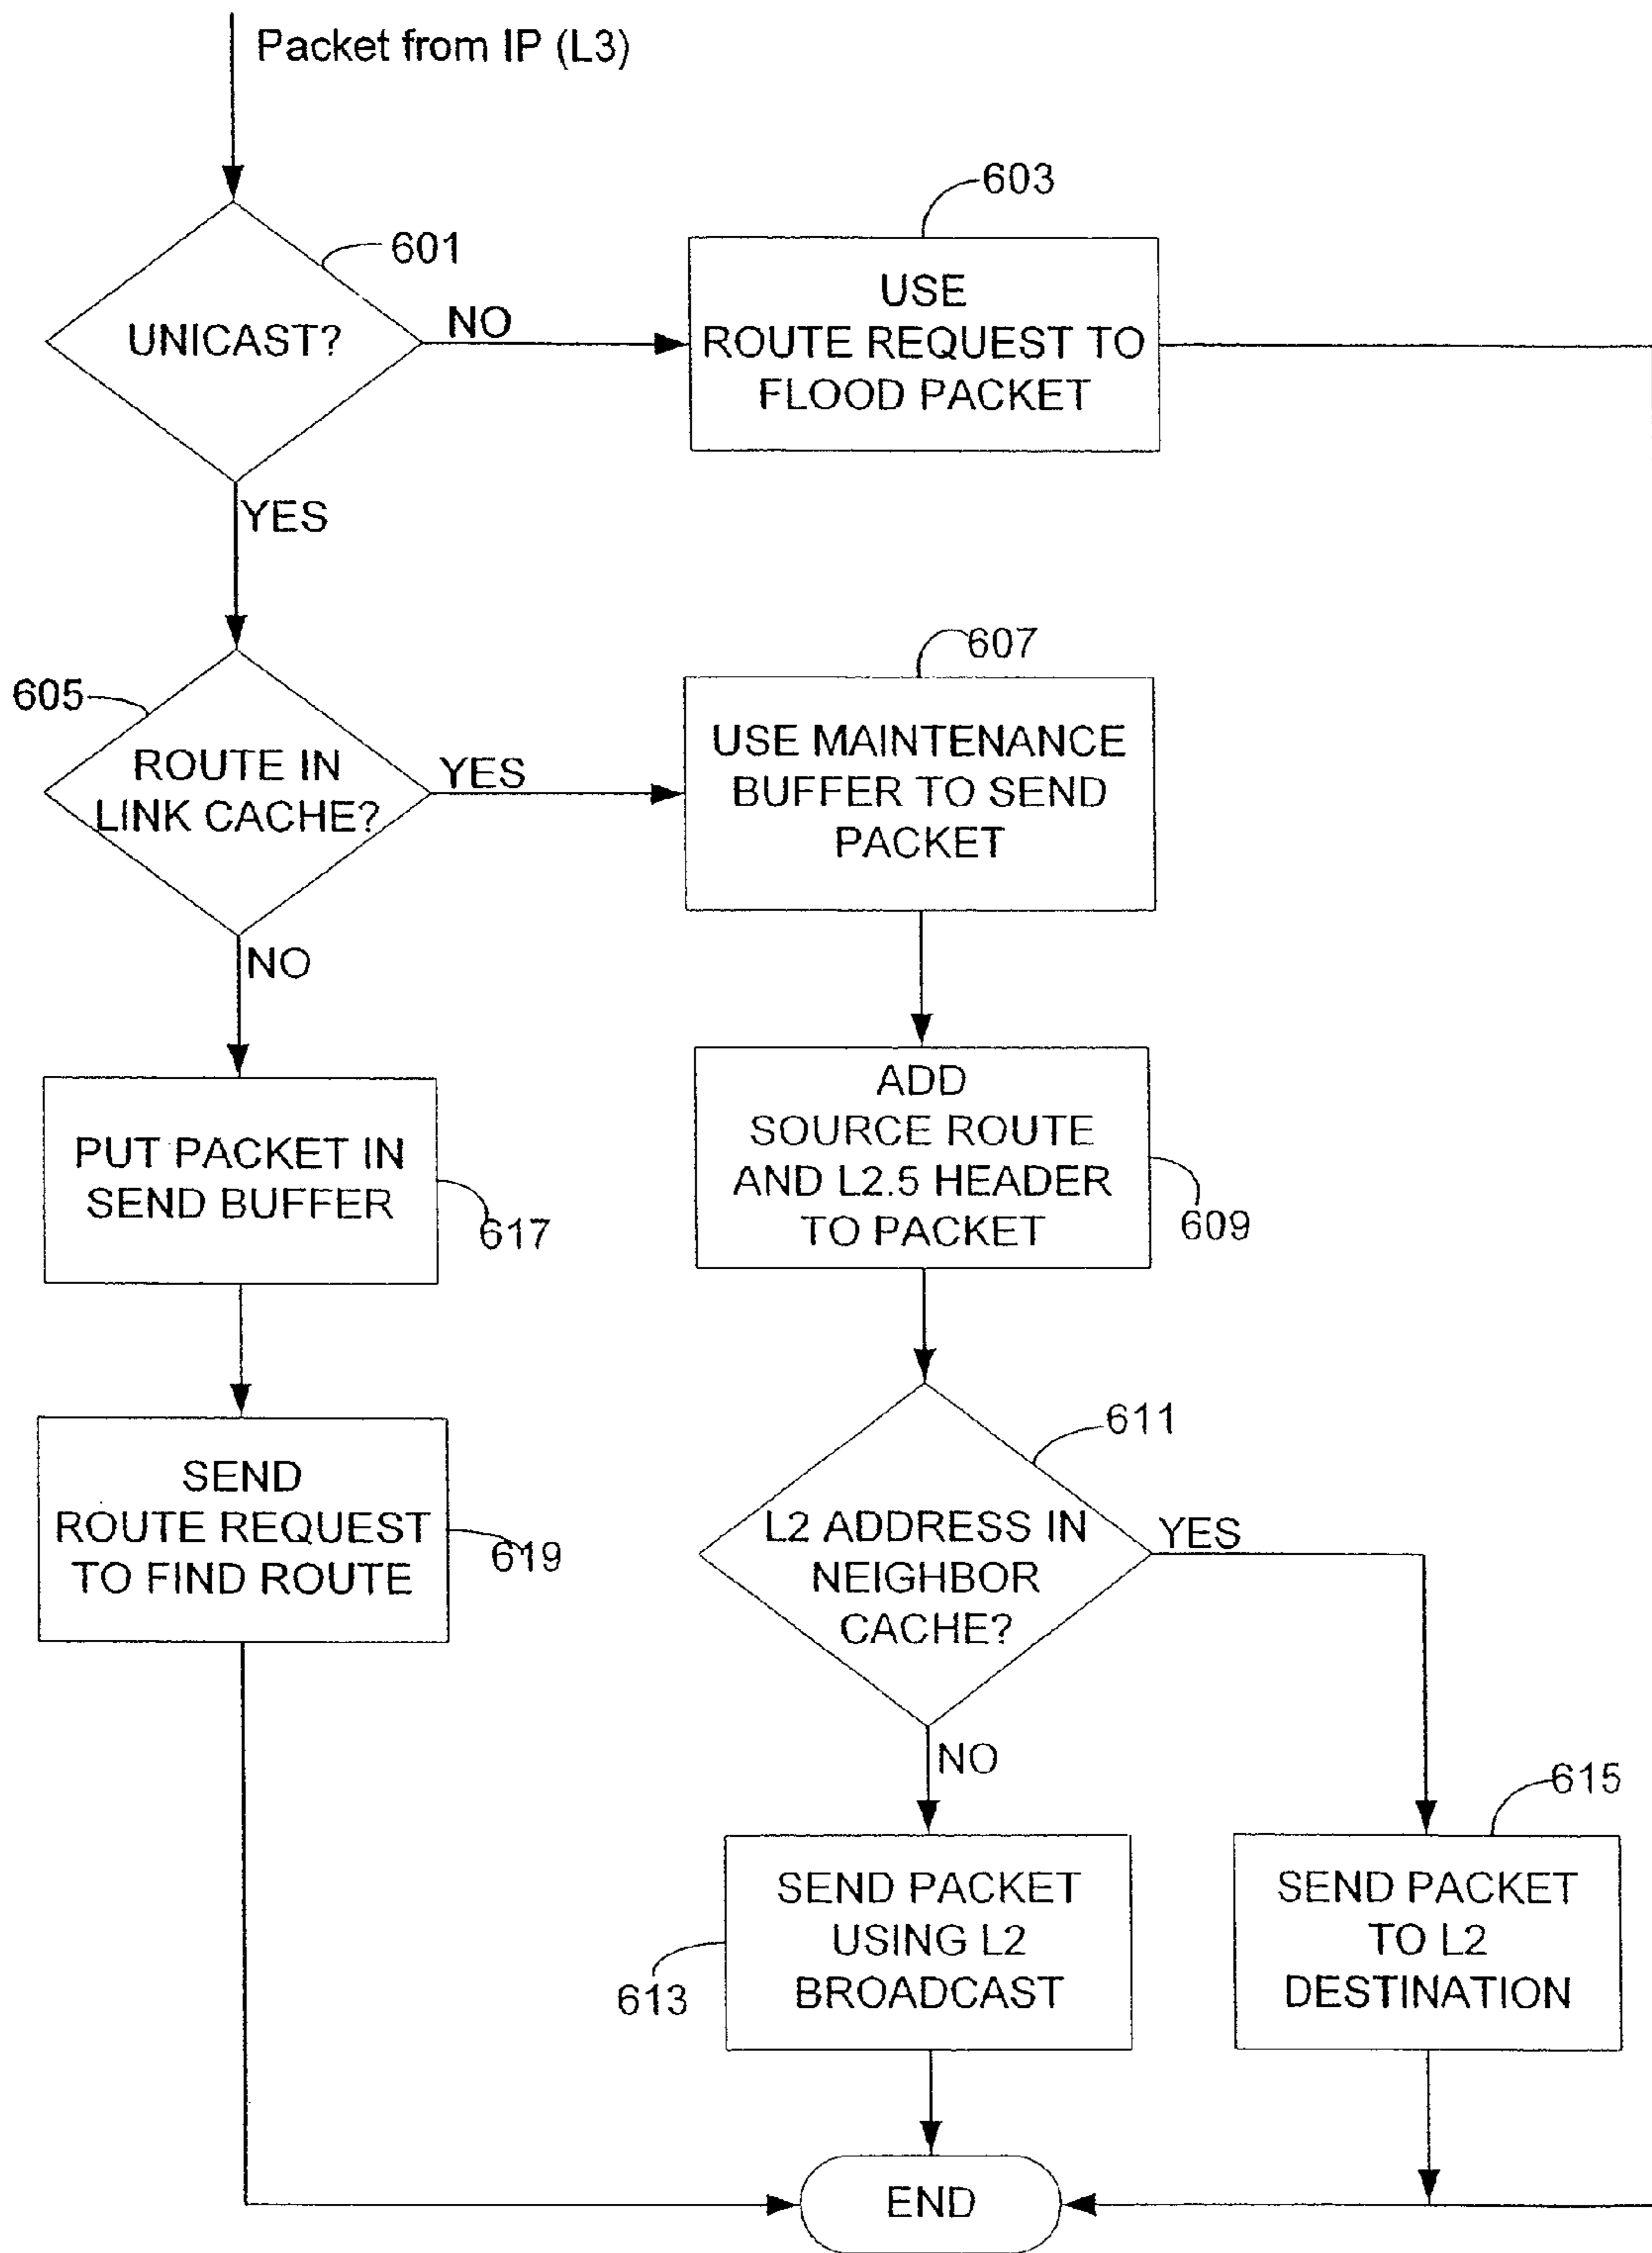 Packet from IP (L3)
603
601
UNICAST?
NO
USE
ROUTE REQUEST TO
FLOOD PACKET
YES
607
605
ROUTE IN
LINK CACHE?
YES
USE MAINTENANCE
BUFFER TO SEND
PACKET
NO
PUT PACKET IN
SEND BUFFER
617
ADD
SOURCE ROUTE
AND L2.5 HEADER
TO PACKET
609
SEND
ROUTE REQUEST
TO FIND ROUTE
619
611
L2 ADDRESS IN
NEIGHBOR
CACHE?
YES
NO
615
SEND PACKET
USING L2
BROADCAST
613
SEND PACKET
TO L2
DESTINATION
END